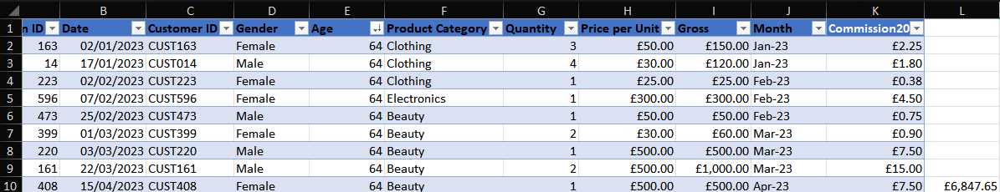 B C D E F G H I J K L
1 n ID Date Customer ID Gender Age Product Category Quantity Price per Unit Gross Month Commission20
2 163 02/01/2023 CUST163 Female 64 Clothing 3 £50.00 £150.00 Jan-23 £2.25
3 14 17/01/2023 CUST014 Male 64 Clothing 4 £30.00 £120.00 Jan-23 £1.80
4 223 02/02/2023 CUST223 Female 64 Clothing 1 £25.00 £25.00 Feb-23 £0.38
5 596 07/02/2023 CUST596 Female 64 Electronics 1 £300.00 £300.00 Feb-23 £4.50
6 473 25/02/2023 CUST473 Male 64 Beauty 1 £50.00 £50.00 Feb-23 £0.75
7 399 01/03/2023 CUST399 Female 64 Beauty 2 £30.00 £60.00 Mar-23 £0.90
8 220 03/03/2023 CUST220 Male 64 Beauty 1 £500.00 £500.00 Mar-23 £7.50
9 161 22/03/2023 CUST161 Male 64 Beauty 2 £500.00 £1,000.00 Mar-23 £15.00
10 408 15/04/2023 CUST408 Female 64 Beauty 1 £500.00 £500.00 Apr-23 £7.50 £6,847.65